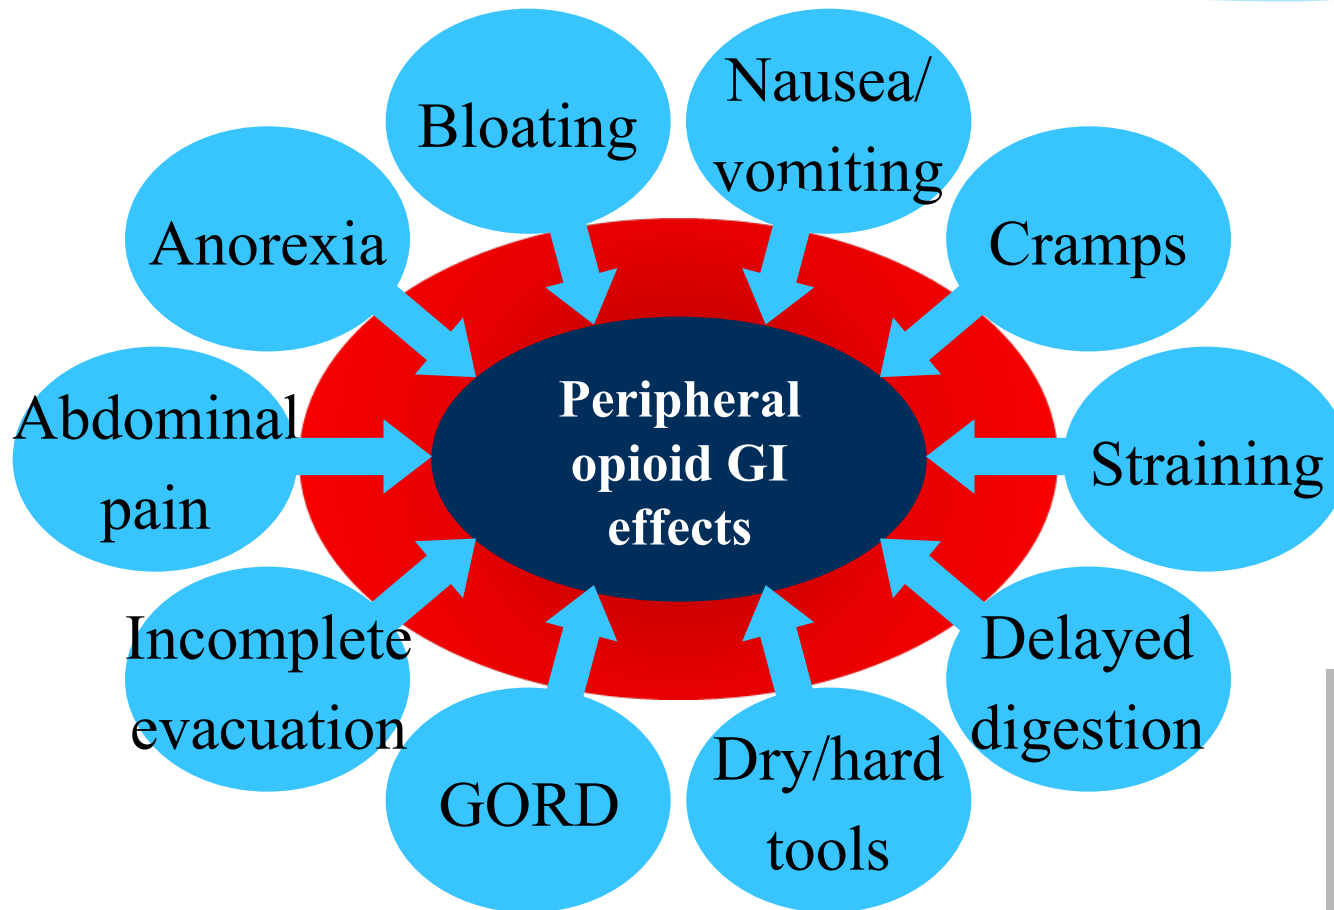 Bloating
Nausea/
vomiting
Anorexia
Cramps
Abdominal
pain
Peripheral
opioid GI
effects
Straining
Incomplete
evacuation
Delayed
digestion
GORD
Dry/hard
tools